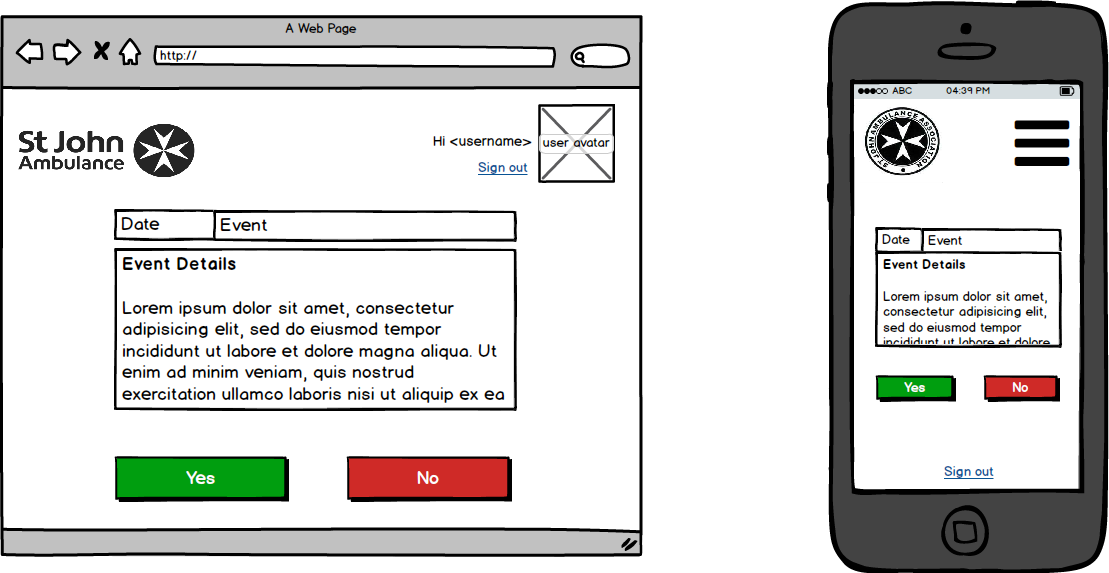 A Web Page
http://
St John
Ambulance
Hi <username>
user avatar
Sign out
Date
Event
Event Details
Lorem ipsum dolor sit amet, consectetur
adipisicing elit, sed do eiusmod tempor
incididunt ut labore et dolore magna aliqua. Ut
enim ad minim veniam, quis nostrud
exercitation ullamco laboris nisi ut aliquip ex ea
Yes
No
ABC
04:39 PM
ST JOHN AMBULANCE ASSOCIATION
Date
Event
Event Details
Lorem ipsum dolor sit amet,
consectetur adipisicing elit,
sed do eiusmod tempor
incididunt ut labore et dolore
Yes
No
Sign out